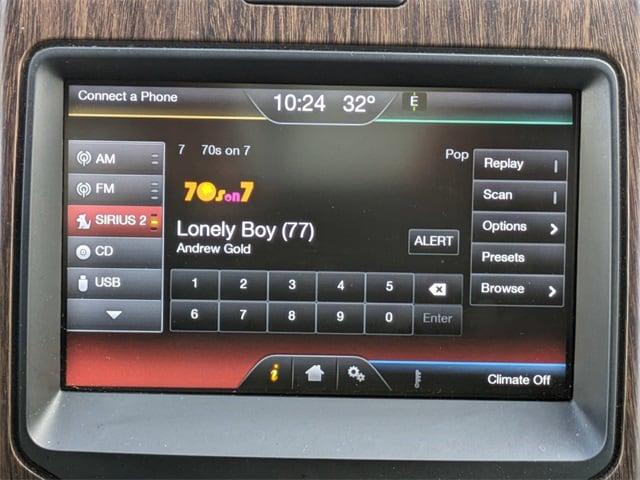 Connect a Phone
10:24 32° E
AM
FM
SIRIUS 2
CD
USB
7 70s on 7
Pop
70s on 7
Lonely Boy (77)
Andrew Gold
ALERT
1 2 3 4 5
6 7 8 9 0 Enter
Replay
Scan
Options
Presets
Browse
i
Climate Off